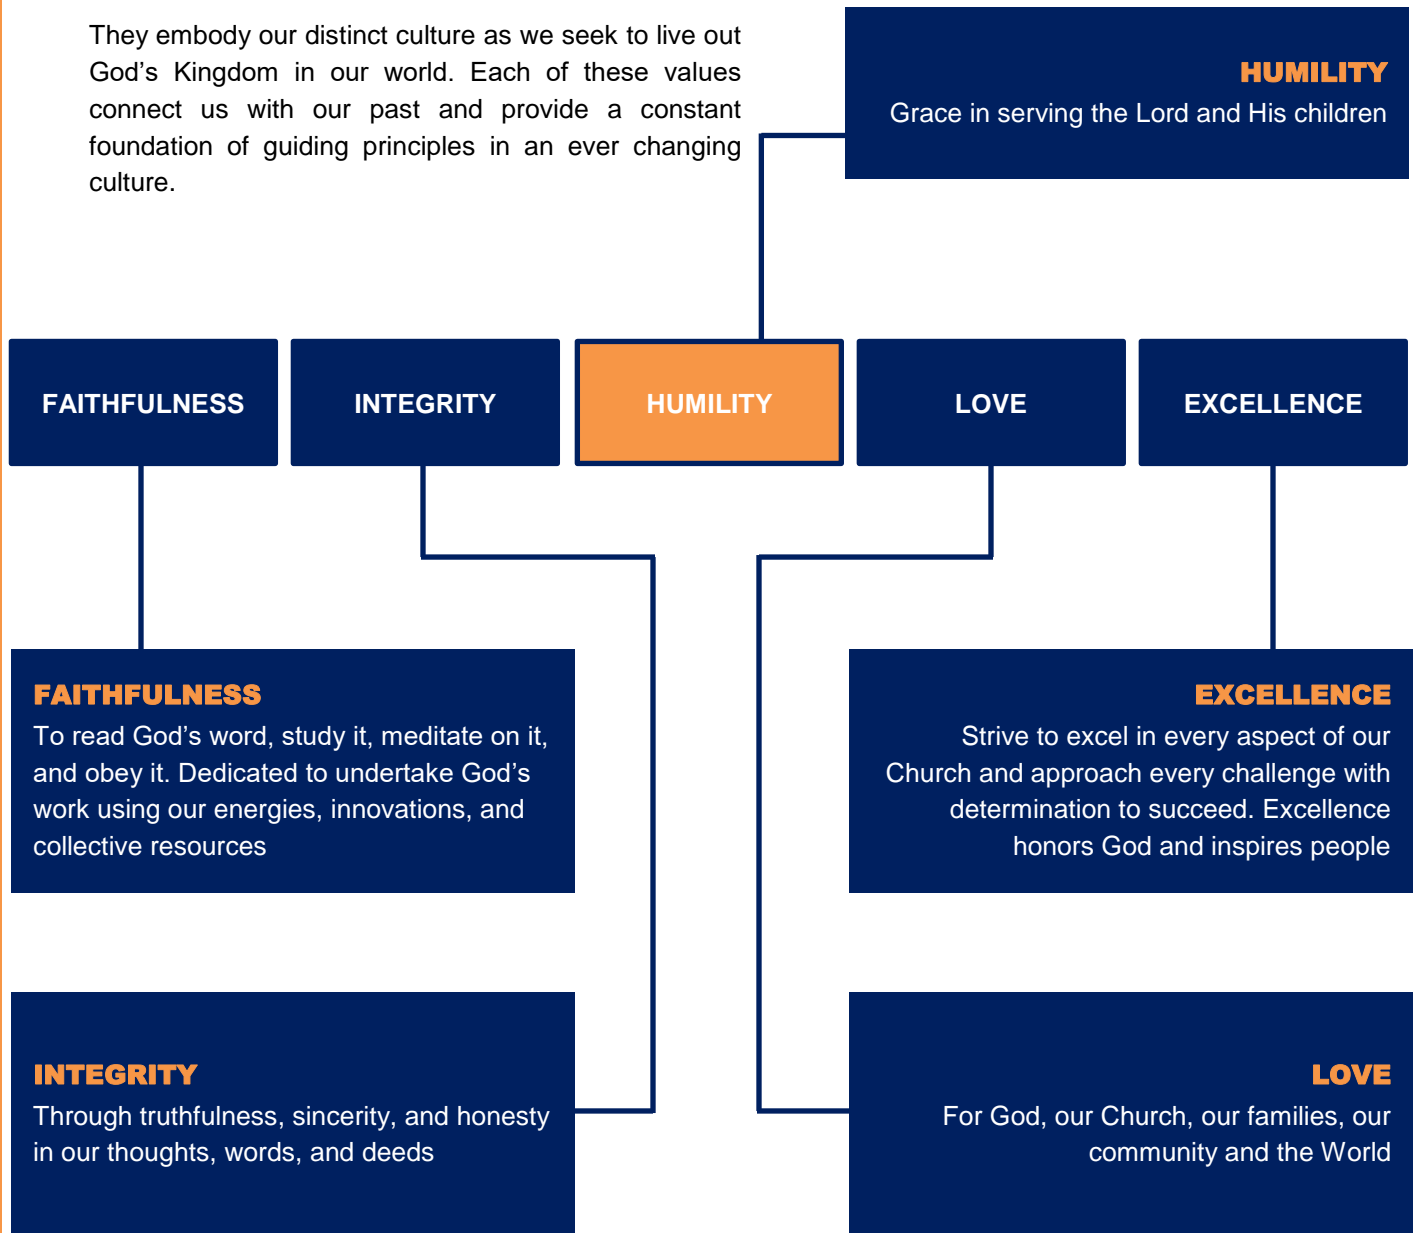 They embody our distinct culture as we seek to live out
God’s Kingdom in our world. Each of these values
connect us with our past and provide a constant
foundation of guiding principles in an ever changing
culture.
HUMILITY
Grace in serving the Lord and His children
FAITHFULNESS
INTEGRITY
HUMILITY
LOVE
EXCELLENCE
FAITHFULNESS
To read God’s word, study it, meditate on it,
and obey it. Dedicated to undertake God’s
work using our energies, innovations, and
collective resources
EXCELLENCE
Strive to excel in every aspect of our
Church and approach every challenge with
determination to succeed. Excellence
honors God and inspires people
INTEGRITY
Through truthfulness, sincerity, and honesty
in our thoughts, words, and deeds
LOVE
For God, our Church, our families, our
community and the World